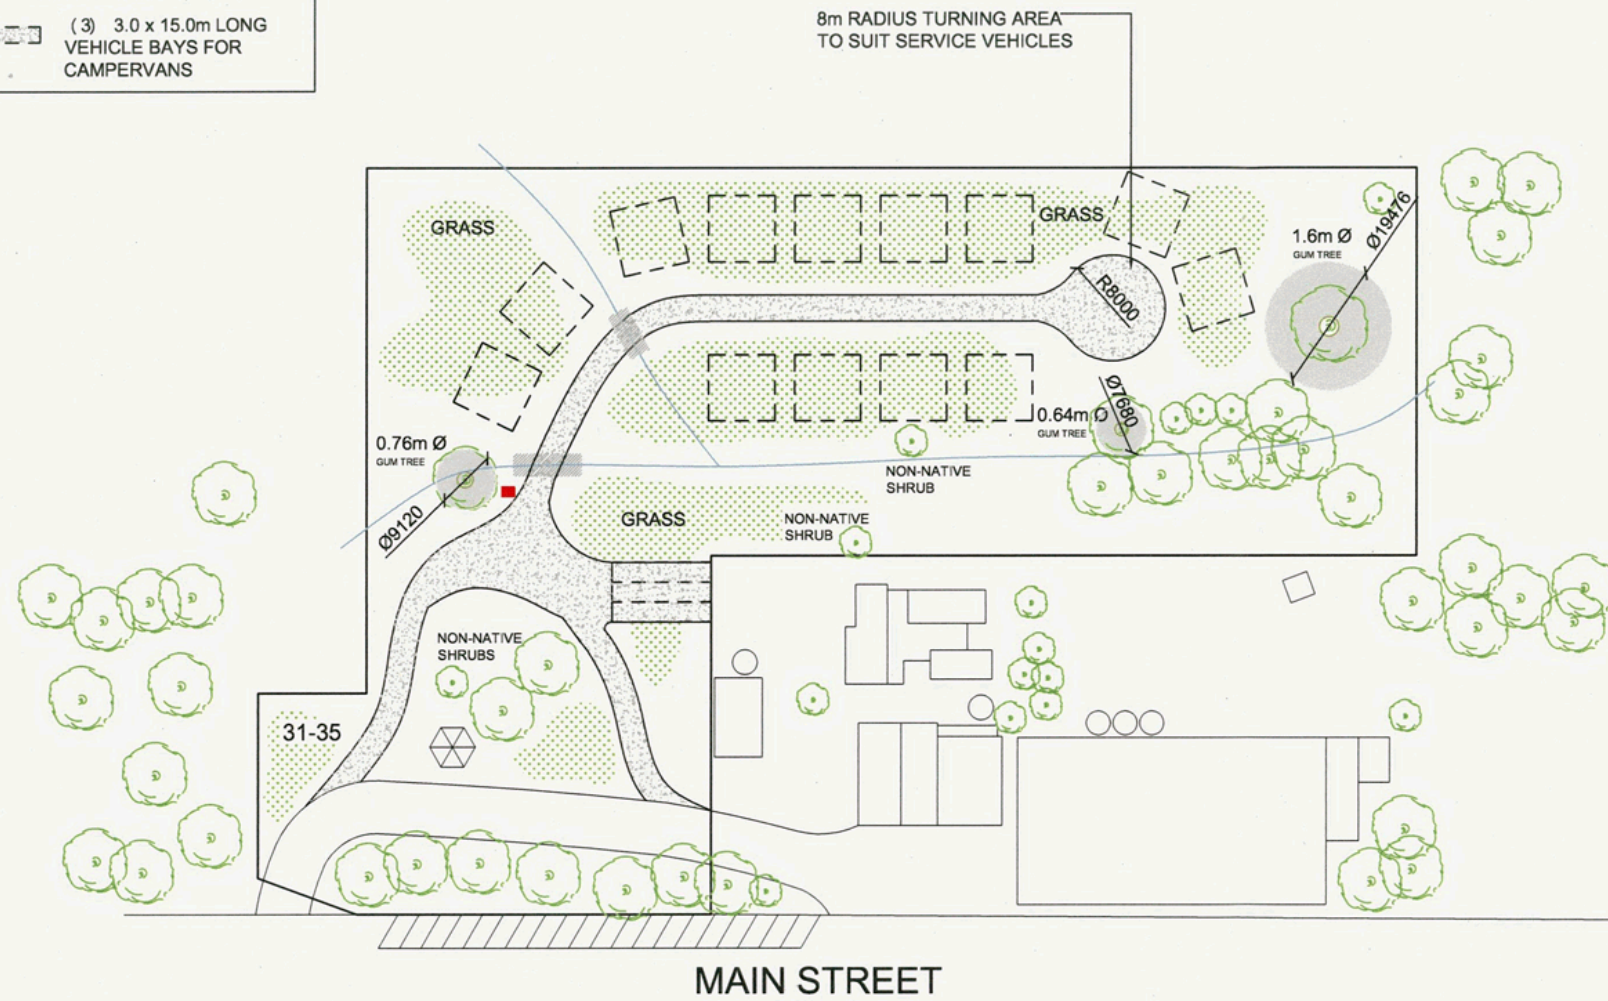 (3) 3.0 x 15.0m LONG
VEHICLE BAYS FOR
CAMPERVANS
8m RADIUS TURNING AREA
TO SUIT SERVICE VEHICLES
GRASS
GRASS
1.6m Ø
GUM TREE
Ø19476
R8000
0.64m Ø
GUM TREE
Ø7680
0.76m Ø
GUM TREE
Ø9120
NON-NATIVE
SHRUB
GRASS
NON-NATIVE
SHRUB
NON-NATIVE
SHRUBS
31-35
MAIN STREET